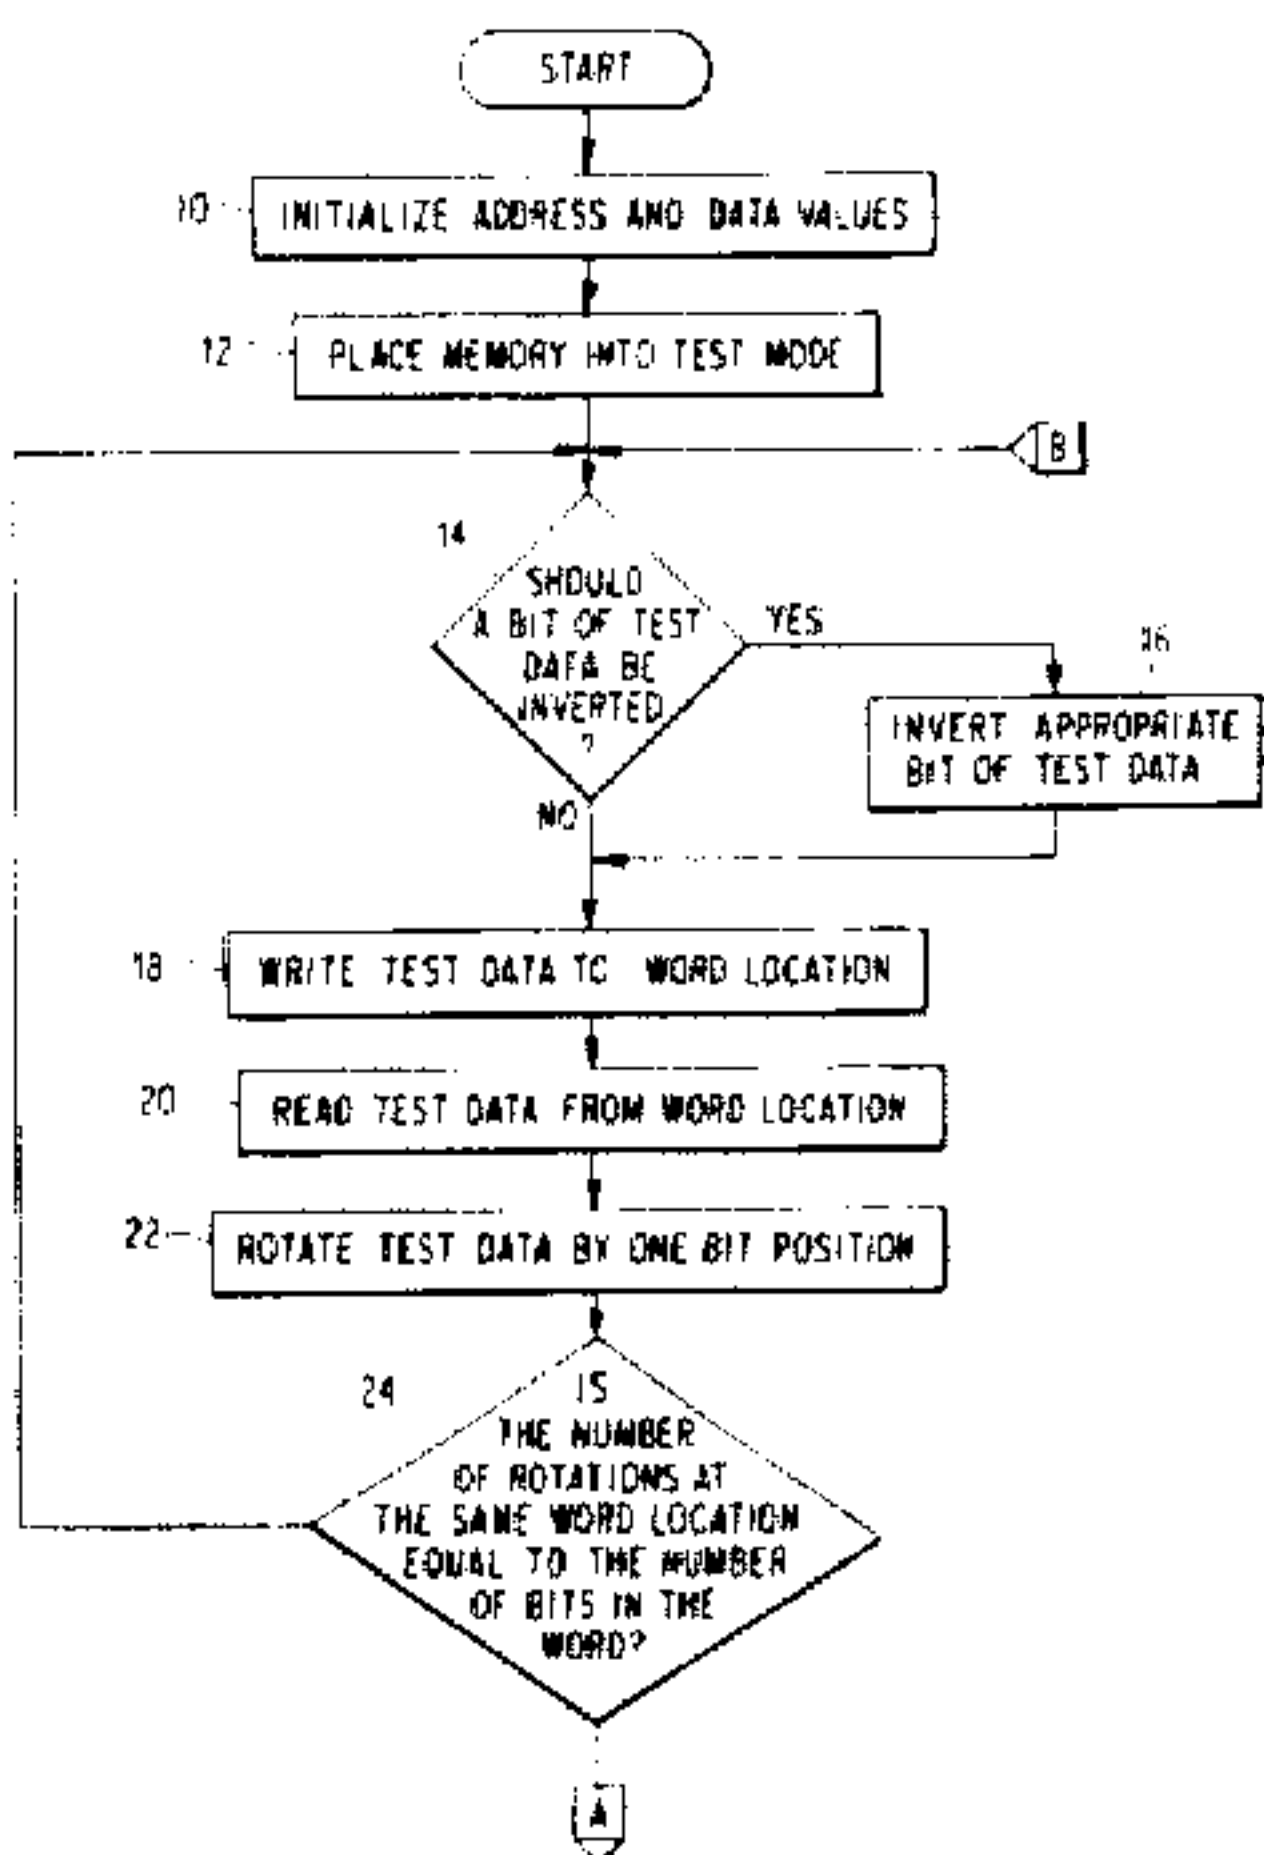 START
10
INITIALIZE ADDRESS AND DATA VALUES
12
PLACE MEMORY INTO TEST MODE
B
14
SHOULD
A BIT OF TEST
DATA BE
INVERTED
?
YES
16
INVERT APPROPRIATE
BIT OF TEST DATA
NO
18
WRITE TEST DATA TO WORD LOCATION
20
READ TEST DATA FROM WORD LOCATION
22
ROTATE TEST DATA BY ONE BIT POSITION
24
IS
THE NUMBER
OF ROTATIONS AT
THE SAME WORD LOCATION
EQUAL TO THE NUMBER
OF BITS IN THE
WORD?
A